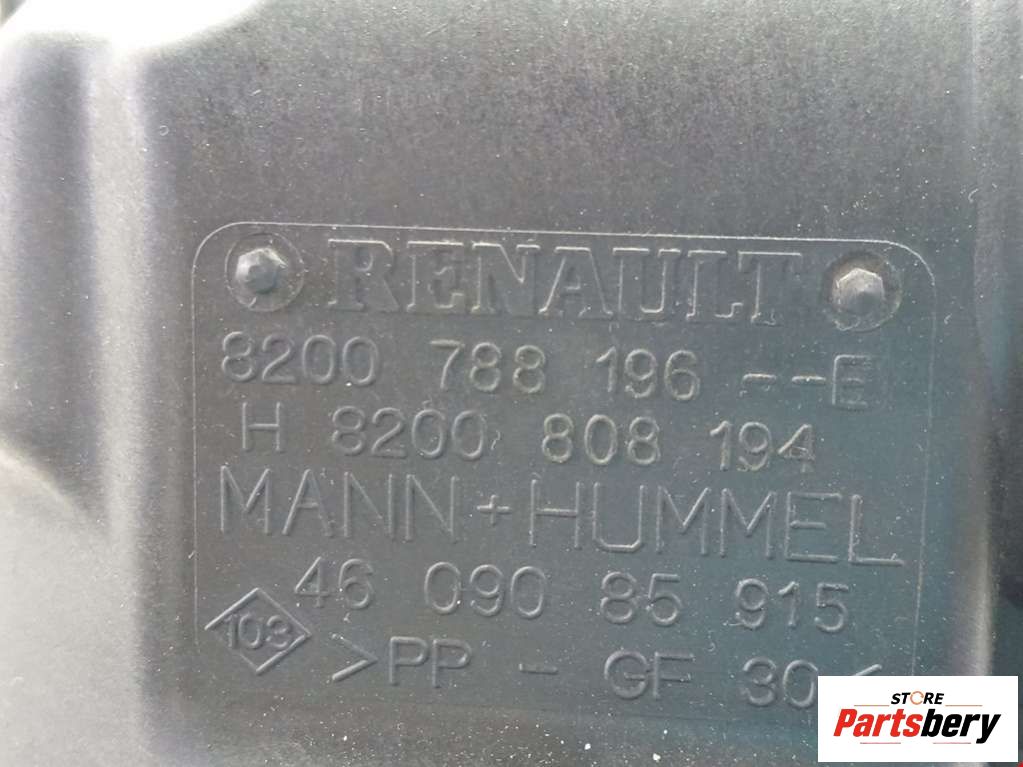 RENAULT
8200 788 196 --E
H 8200 808 194
MANN+HUMMEL
46 090 85 915
103
>PP - GF 30<
STORE
Partsbery